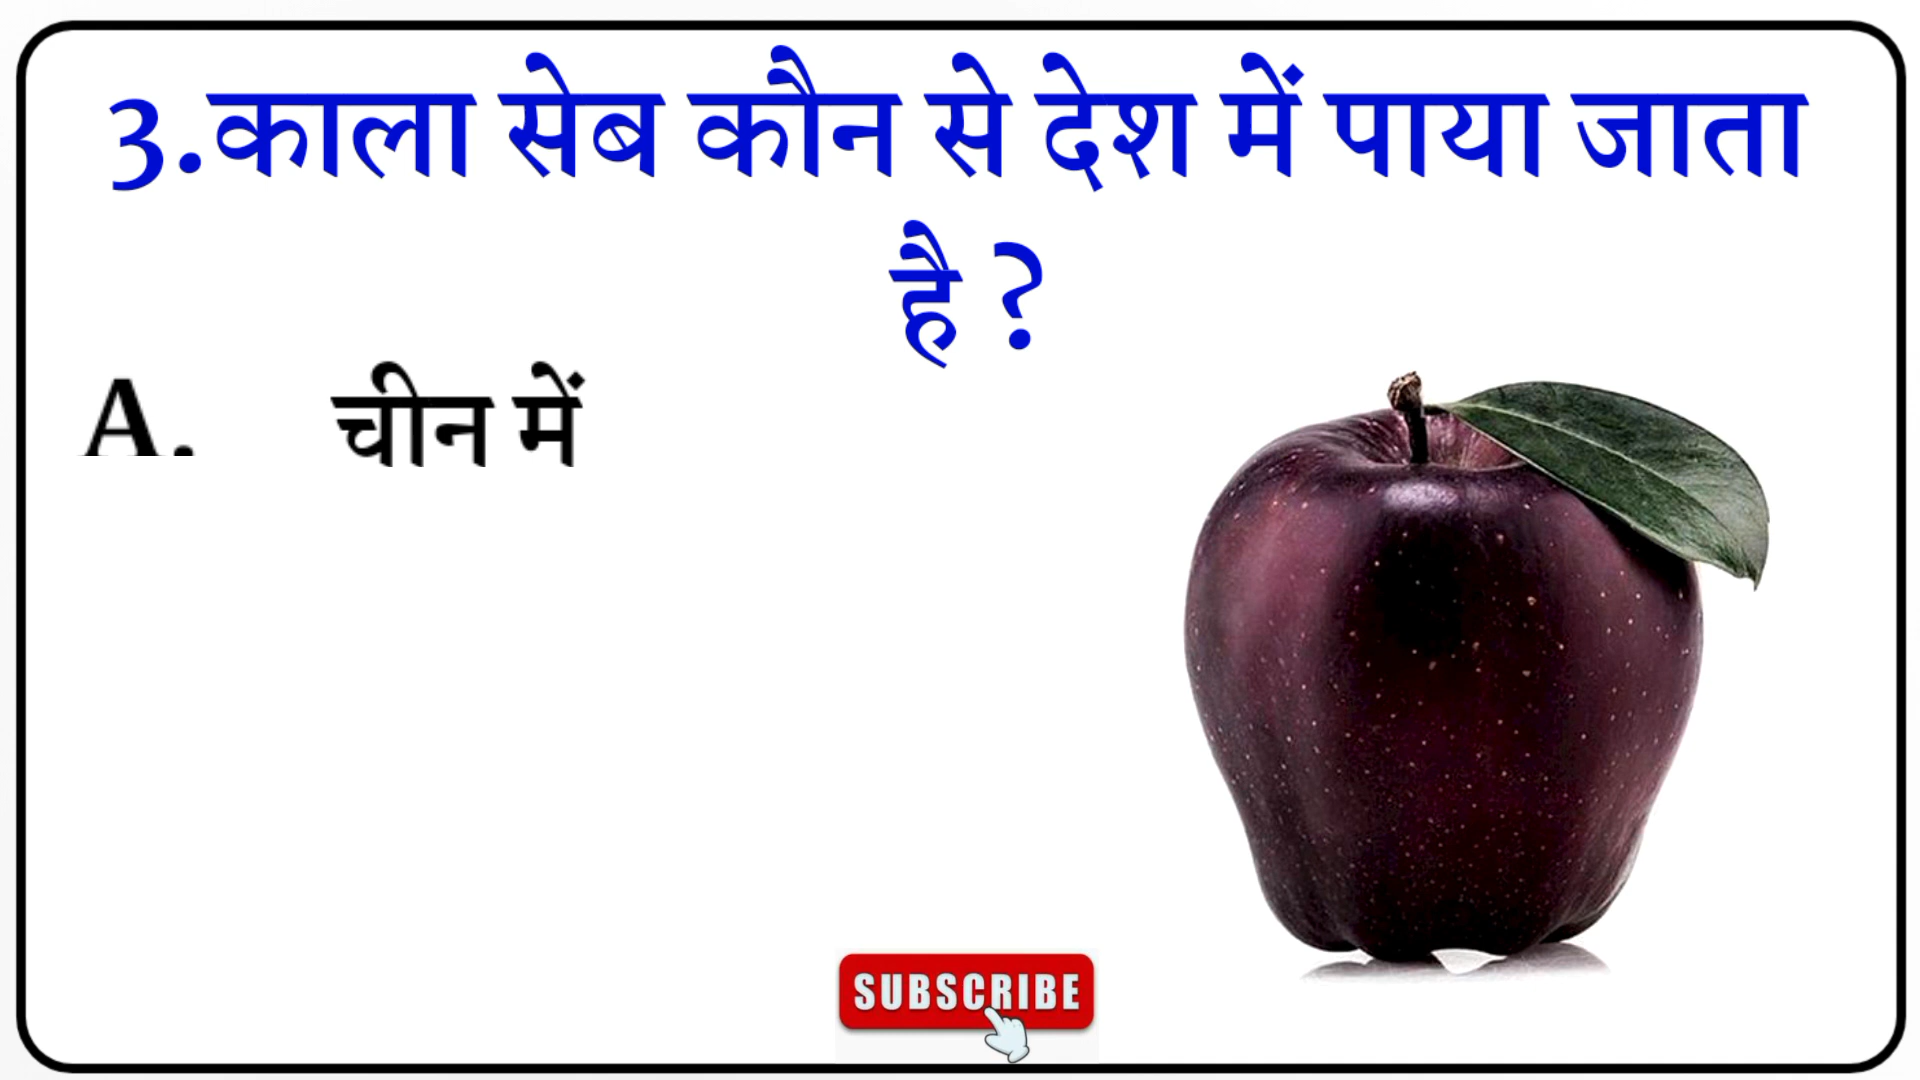 3.काला सेब कौन से देश में पाया जाता
है ?
A. चीन में
SUBSCRIBE